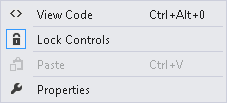 View Code Ctrl+Alt+0
Lock Controls
Paste Ctrl+V
Properties